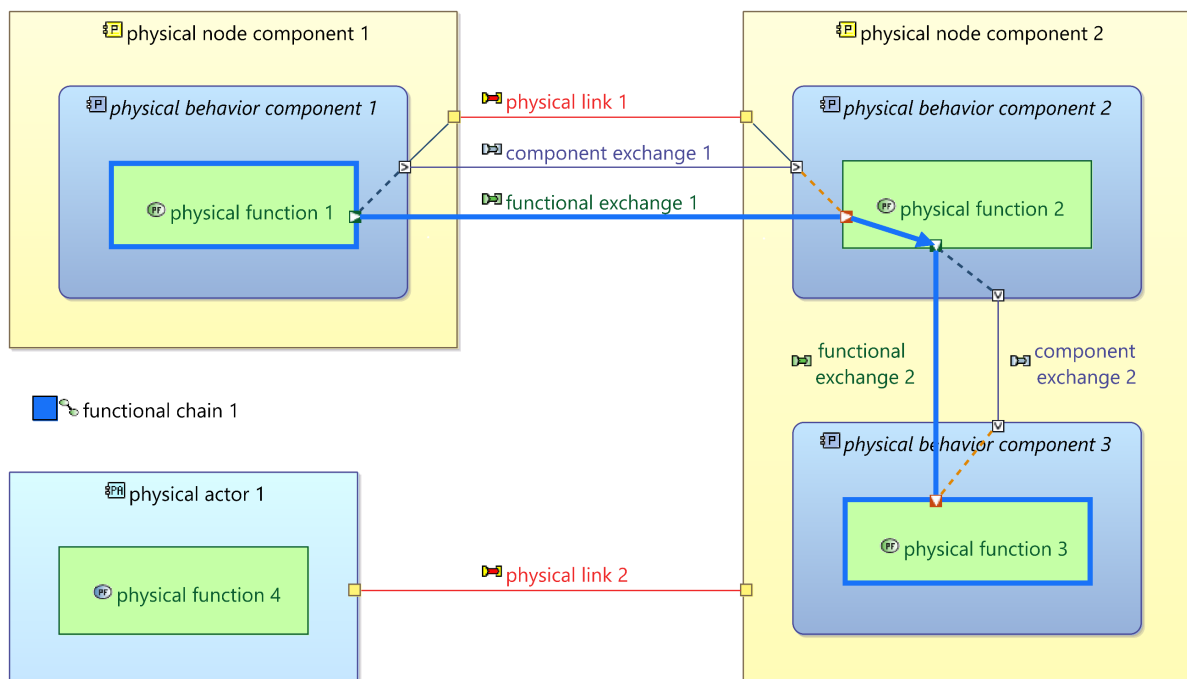 physical node component 1
physical node component 2
physical behavior component 1
physical link 1
physical behavior component 2
component exchange 1
functional exchange 1
physical function 1
physical function 2
functional
exchange 2
component
exchange 2
functional chain 1
physical behavior component 3
physical actor 1
physical function 3
physical link 2
physical function 4